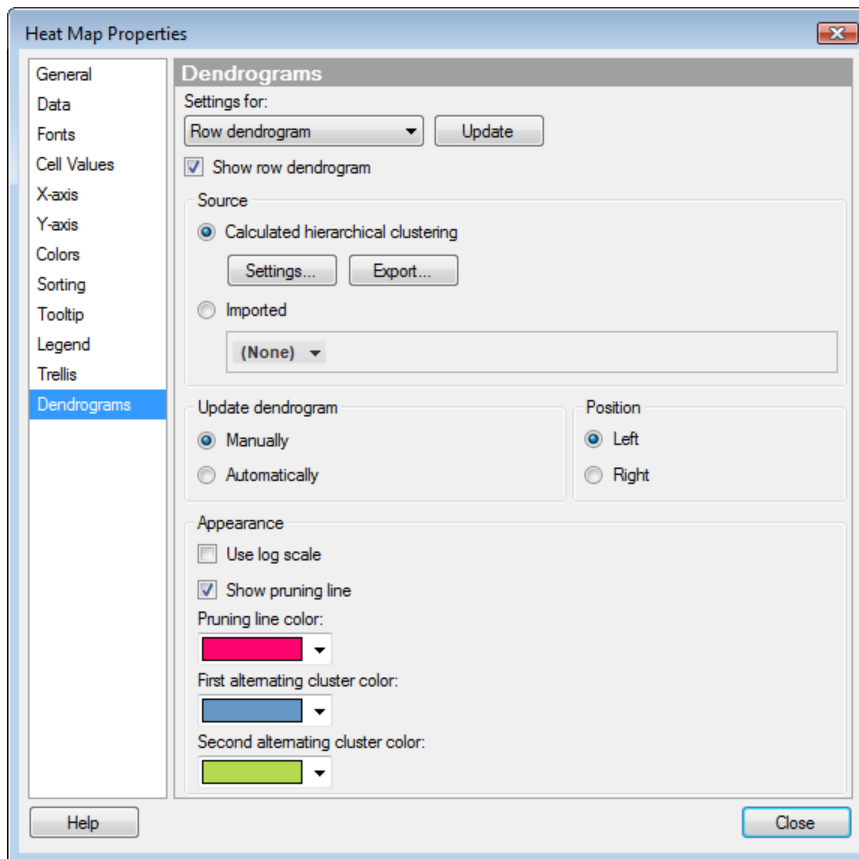 Heat Map Properties
General
Data
Fonts
Cell Values
X-axis
Y-axis
Colors
Sorting
Tooltip
Legend
Trellis
Dendrograms
Dendrograms
Settings for:
Row dendrogram
Update
Show row dendrogram
Source
Calculated hierarchical clustering
Settings...
Export...
Imported
(None)
Update dendrogram
Manually
Automatically
Position
Left
Right
Appearance
Use log scale
Show pruning line
Pruning line color:
First alternating cluster color:
Second alternating cluster color:
Help
Close